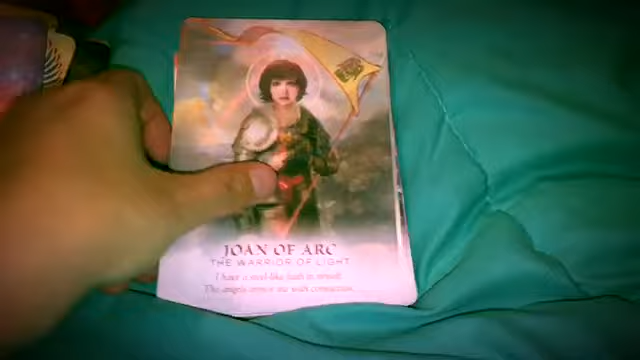 JOAN OF ARC
THE WARRIOR OF LIGHT
I have a steel-like faith in myself.
The angels armor me with conviction.